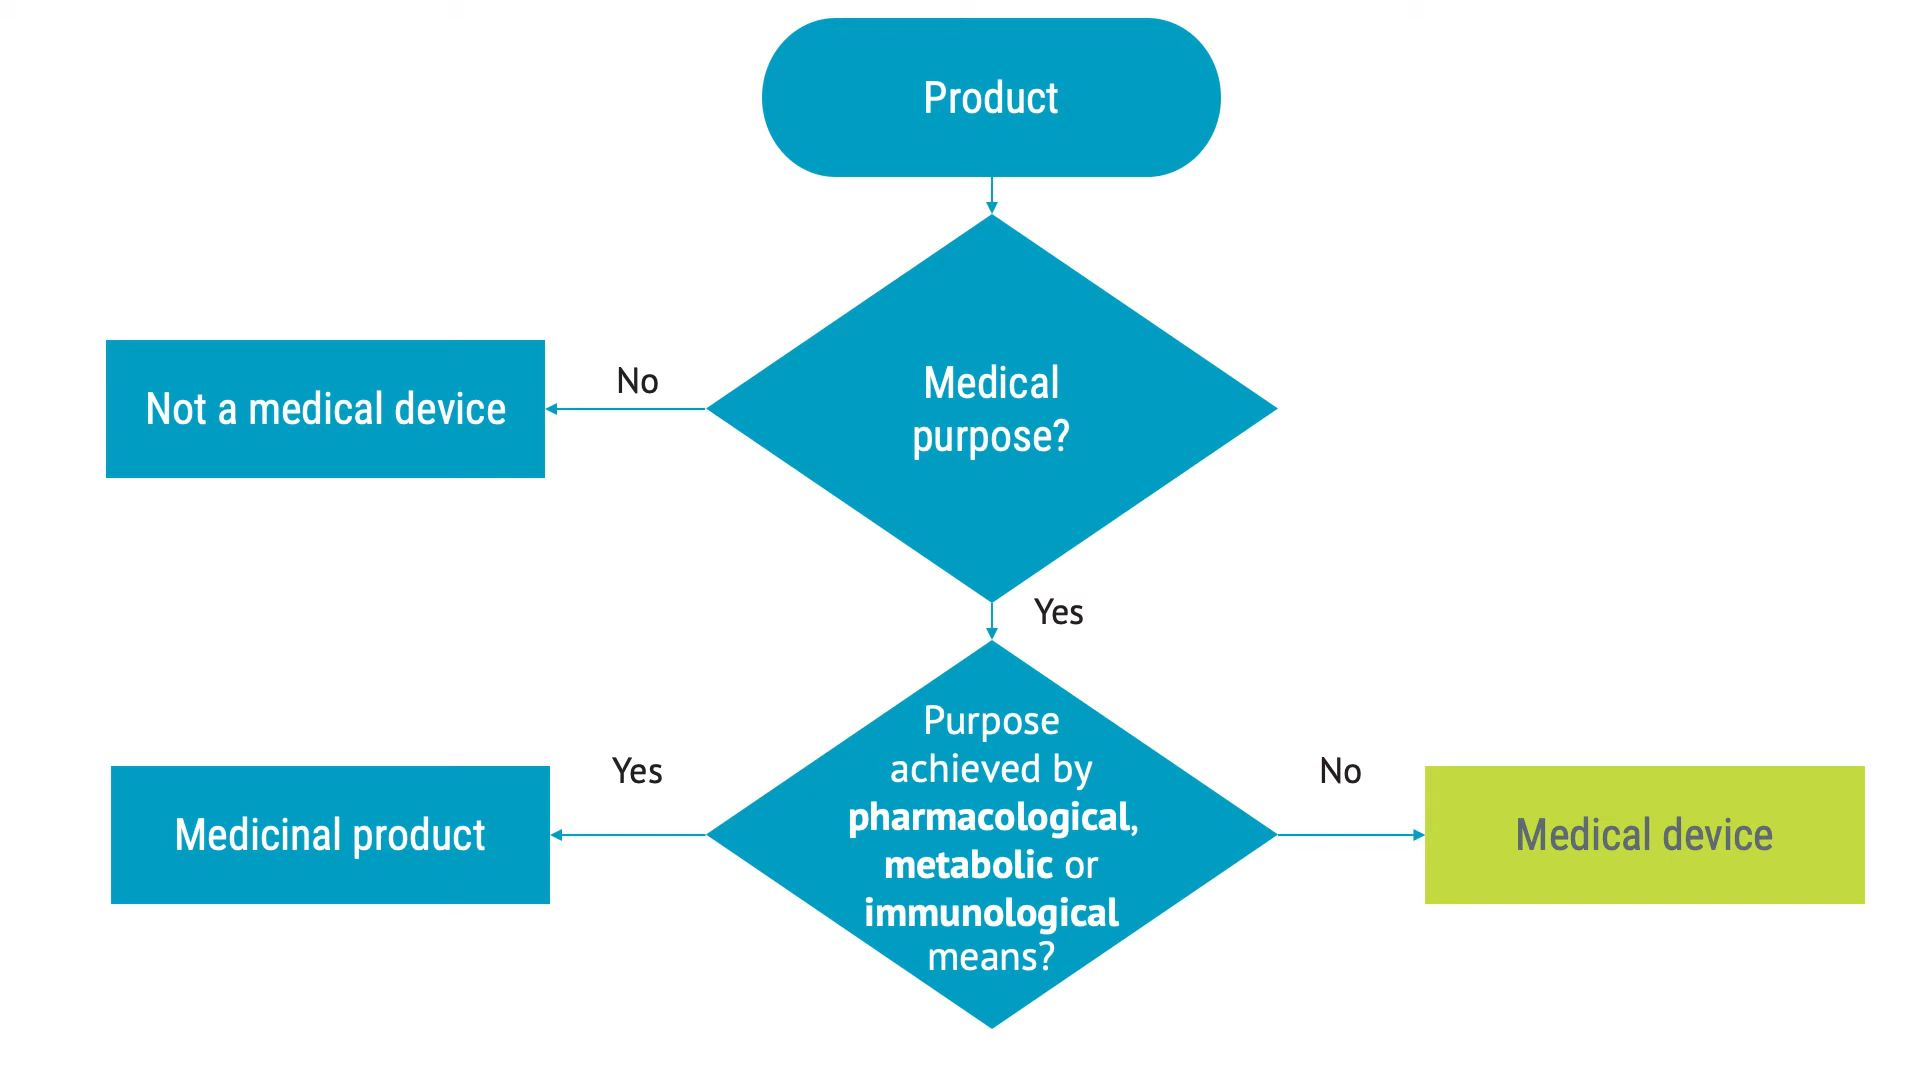 Product
Medical
purpose?
No
Not a medical device
Yes
Purpose
achieved by
pharmacological,
metabolic or
immunological
means?
Yes
Medicinal product
No
Medical device